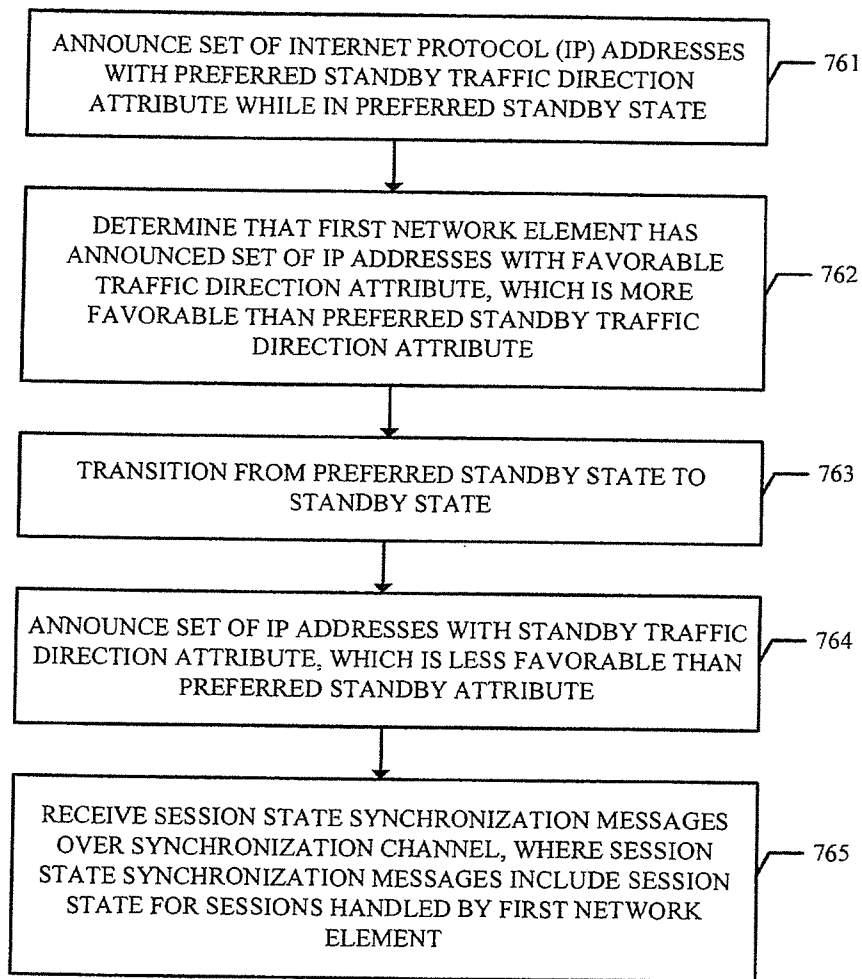 ANNOUNCE SET OF INTERNET PROTOCOL (IP) ADDRESSES
WITH PREFERRED STANDBY TRAFFIC DIRECTION
ATTRIBUTE WHILE IN PREFERRED STANDBY STATE
761
DETERMINE THAT FIRST NETWORK ELEMENT HAS
ANNOUNCED SET OF IP ADDRESSES WITH FAVORABLE
TRAFFIC DIRECTION ATTRIBUTE, WHICH IS MORE
FAVORABLE THAN PREFERRED STANDBY TRAFFIC
DIRECTION ATTRIBUTE
762
TRANSITION FROM PREFERRED STANDBY STATE TO
STANDBY STATE
763
ANNOUNCE SET OF IP ADDRESSES WITH STANDBY TRAFFIC
DIRECTION ATTRIBUTE, WHICH IS LESS FAVORABLE THAN
PREFERRED STANDBY ATTRIBUTE
764
RECEIVE SESSION STATE SYNCHRONIZATION MESSAGES
OVER SYNCHRONIZATION CHANNEL, WHERE SESSION
STATE SYNCHRONIZATION MESSAGES INCLUDE SESSION
STATE FOR SESSIONS HANDLED BY FIRST NETWORK
ELEMENT
765